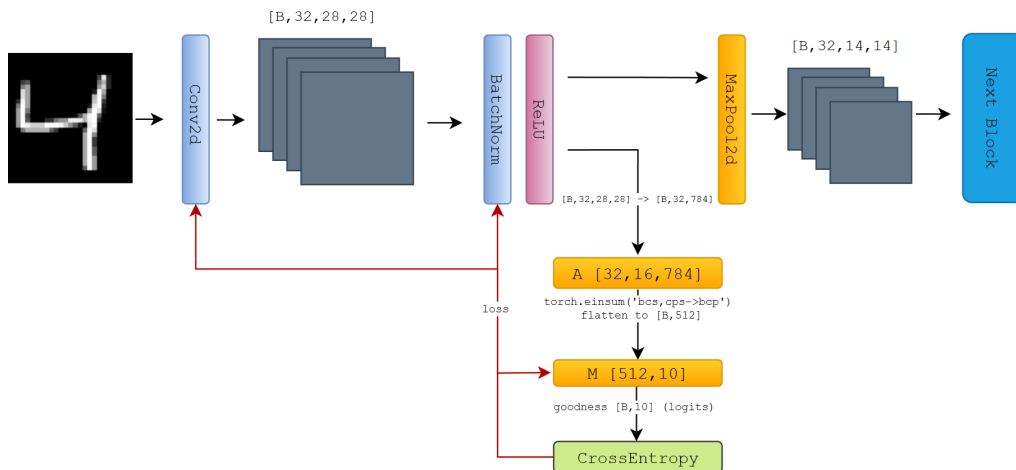 [B,32,28,28]
Conv2d
BatchNorm
ReLU
MaxPool2d
[B,32,14,14]
Next Block
[B,32,28,28] -> [B,32,784]
A [32,16,784]
torch.einsum('bcs,cps->bcp')
flatten to [B,512]
loss
M [512,10]
goodness [B,10] (logits)
CrossEntropy